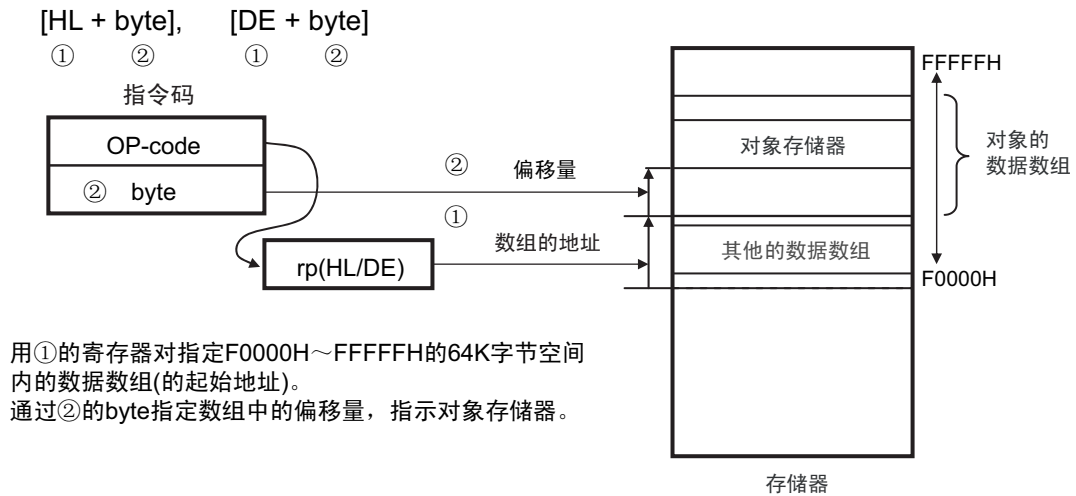 [HL + byte], [DE + byte]
① ② ① ②
指令码
OP-code
② byte
② 偏移量
① 数组的地址
rp(HL/DE)
FFFFFH
对象存储器
对象的
数据数组
其他的数据数组
F0000H
用①的寄存器对指定F0000H～FFFFFH的64K字节空间
内的数据数组(的起始地址)。
通过②的byte指定数组中的偏移量，指示对象存储器。
存储器